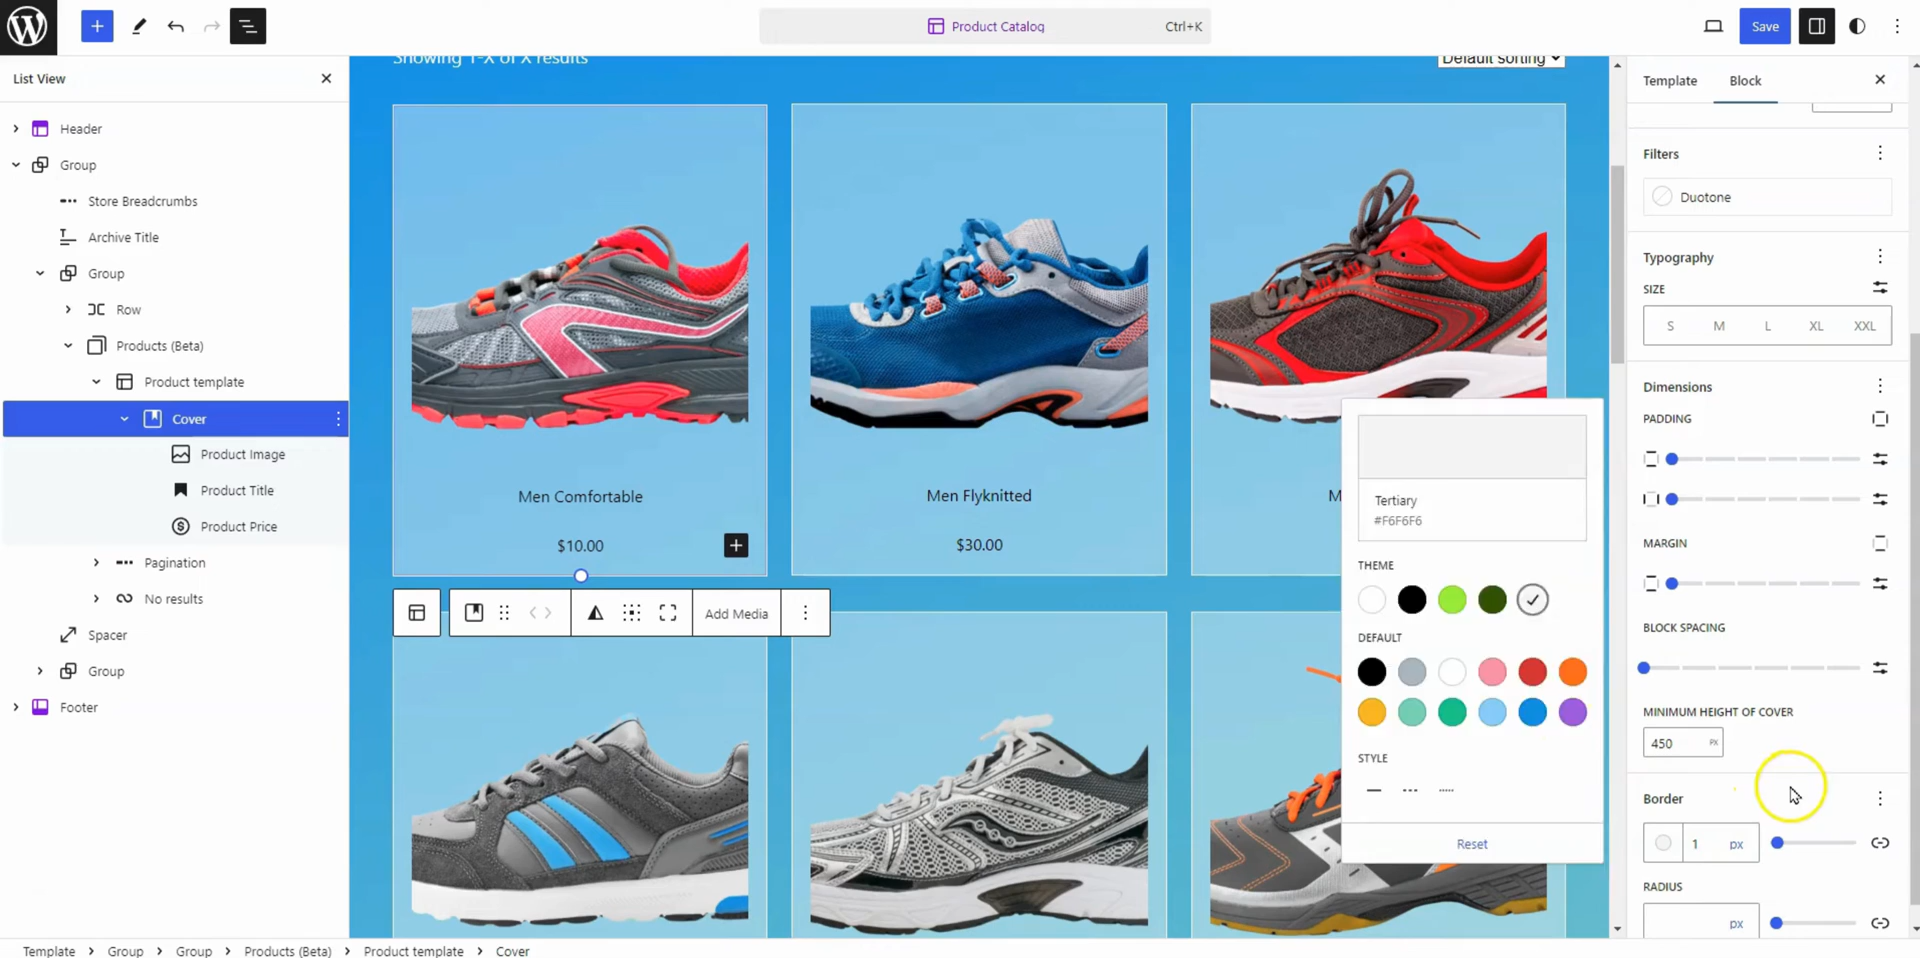 Product Catalog
Ctrl+K
Save
List View
Header
Group
Store Breadcrumbs
Archive Title
Group
Row
Products (Beta)
Product template
Cover
Product Image
Product Title
Product Price
Pagination
No results
Spacer
Group
Footer
Showing 1-X of X results
Default sorting
Men Comfortable
$10.00
Men Flyknitted
$30.00
M
Add Media
Tertiary
#F6F6F6
THEME
DEFAULT
STYLE
Reset
Template
Block
Filters
Duotone
Typography
SIZE
S M L XL XXL
Dimensions
PADDING
MARGIN
BLOCK SPACING
MINIMUM HEIGHT OF COVER
450 PX
Border
1 px
RADIUS
px
Template > Group > Group > Products (Beta) > Product template > Cover